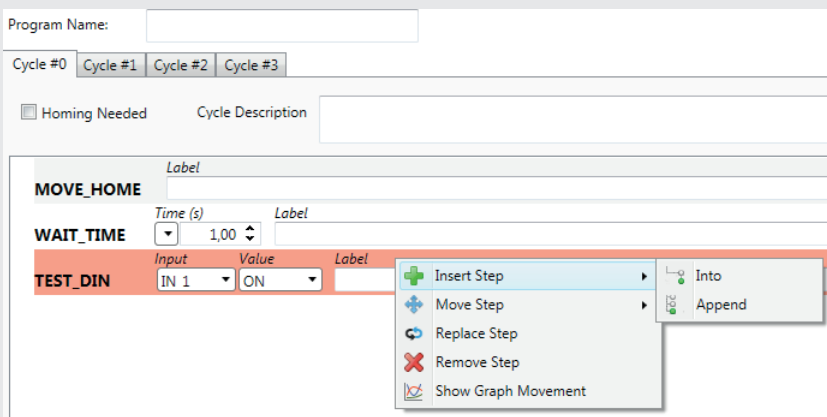 Program Name:
Cycle #0 Cycle #1 Cycle #2 Cycle #3
Homing Needed Cycle Description
Label
MOVE_HOME
Time (s) Label
WAIT_TIME 1,00
Input Value Label
TEST_DIN IN 1 ON
Insert Step
Move Step
Replace Step
Remove Step
Show Graph Movement
Into
Append